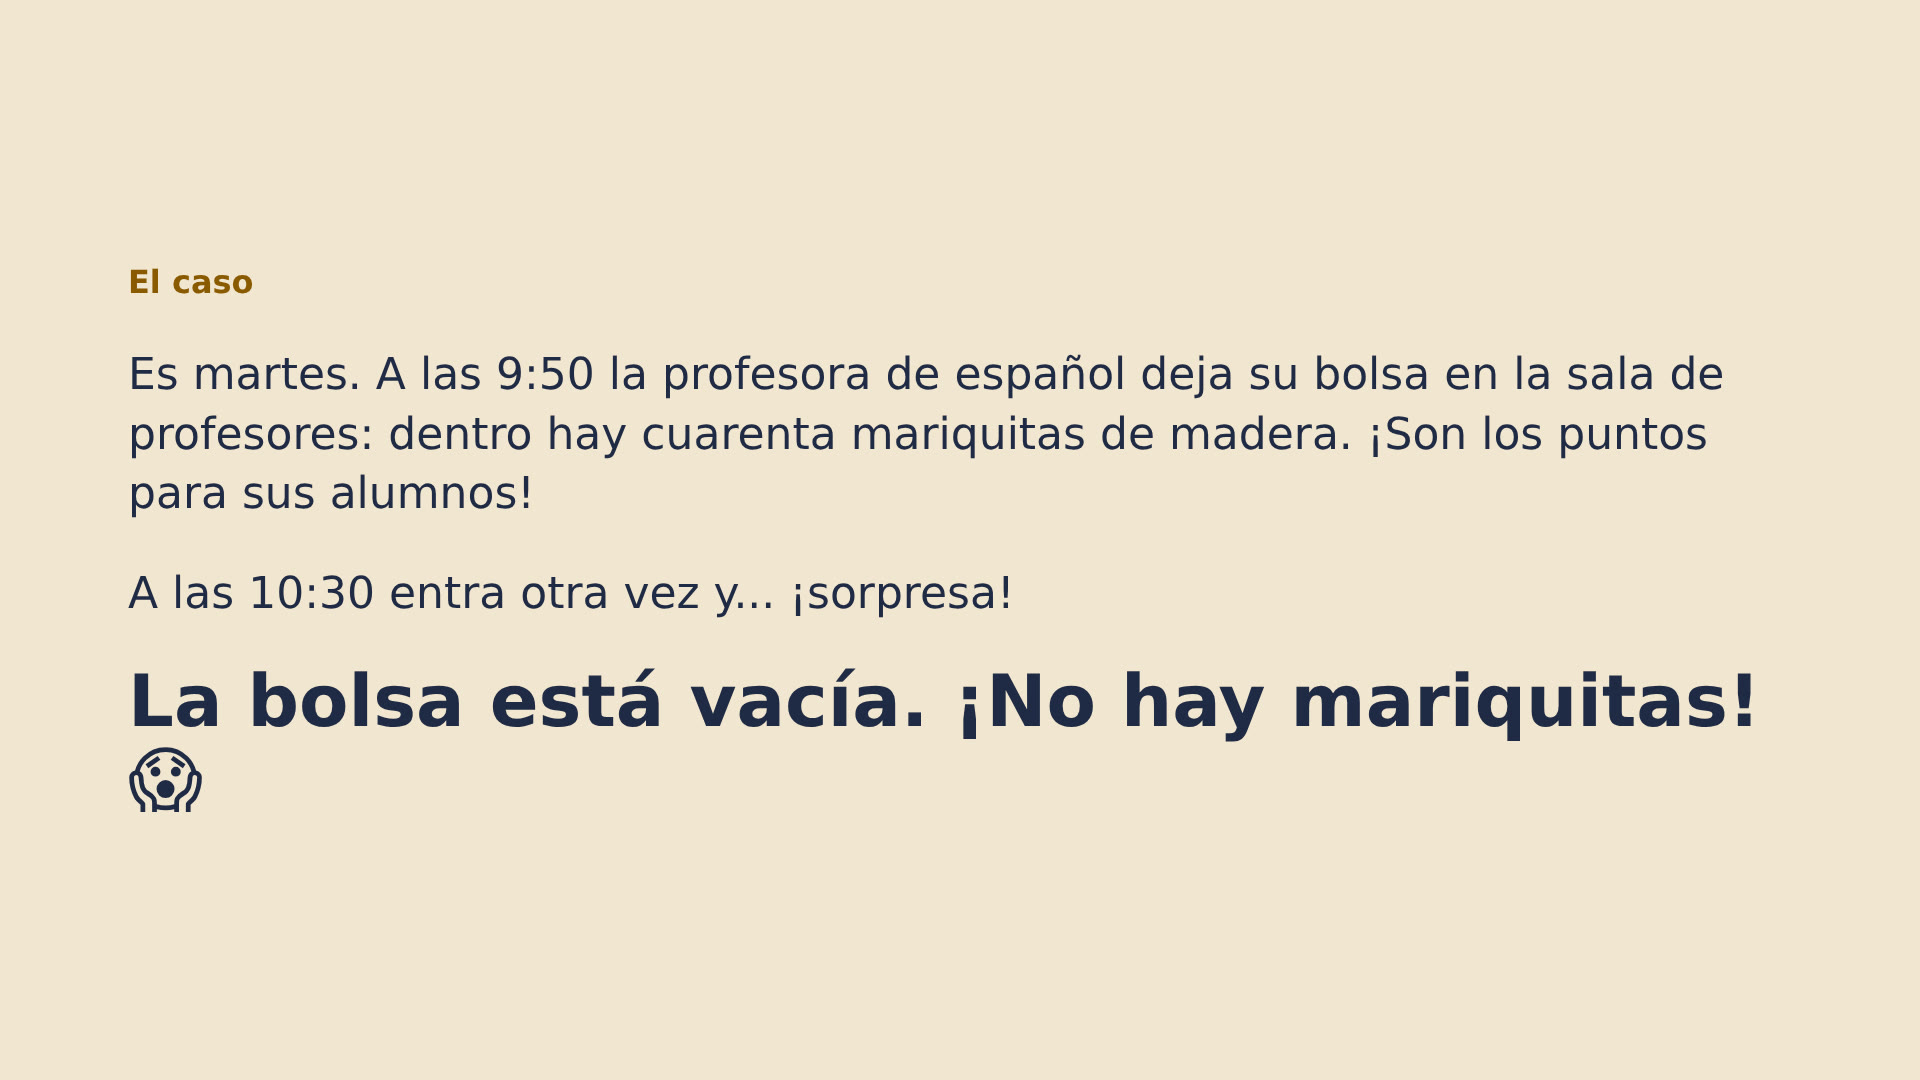 El caso
Es martes. A las 9:50 la profesora de español deja su bolsa en la sala de
profesores: dentro hay cuarenta mariquitas de madera. ¡Son los puntos
para sus alumnos!
A las 10:30 entra otra vez y... ¡sorpresa!
La bolsa está vacía. ¡No hay mariquitas!
😱